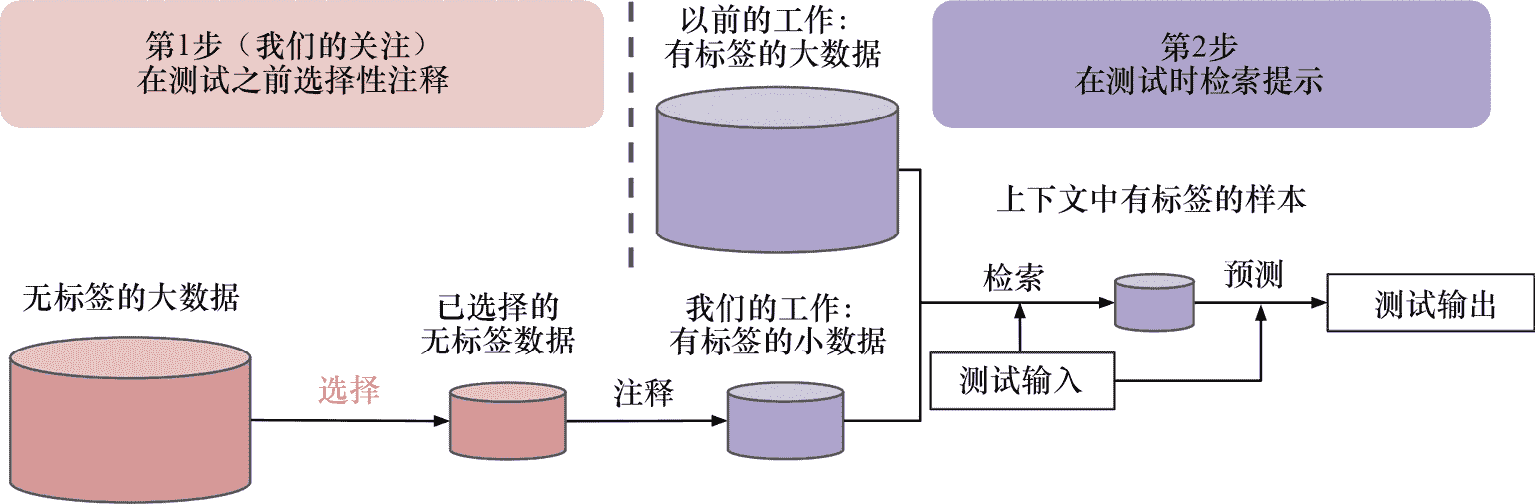 第1步（我们的关注）
在测试之前选择性注释
以前的工作：
有标签的大数据
第2步
在测试时检索提示
上下文中有标签的样本
无标签的大数据
选择
已选择的
无标签数据
注释
我们的工作：
有标签的小数据
检索
预测
测试输入
测试输出